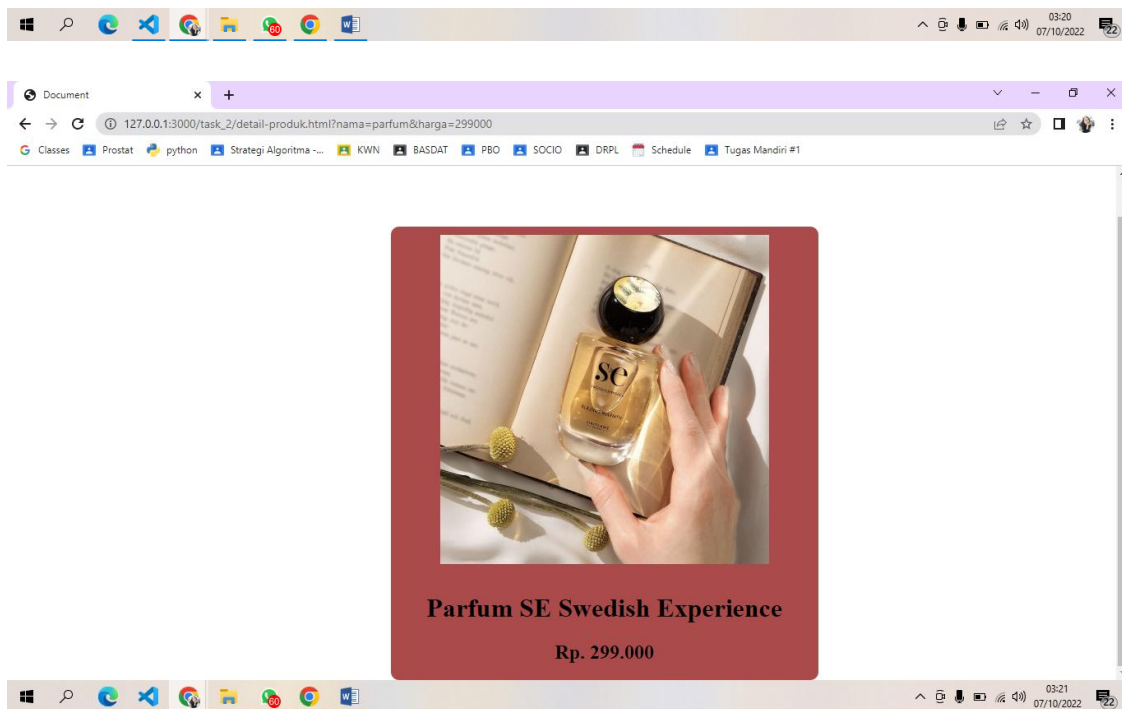 60
03:20
07/10/2022
22
Document
127.0.0.1:3000/task_2/detail-produk.html?nama=parfum&harga=299000
Classes Prostat python Strategi Algoritma -... KWN BASDAT PBO SOCIO DRPL Schedule Tugas Mandiri #1
se
Parfum SE Swedish Experience
Rp. 299.000
60
03:21
07/10/2022
22